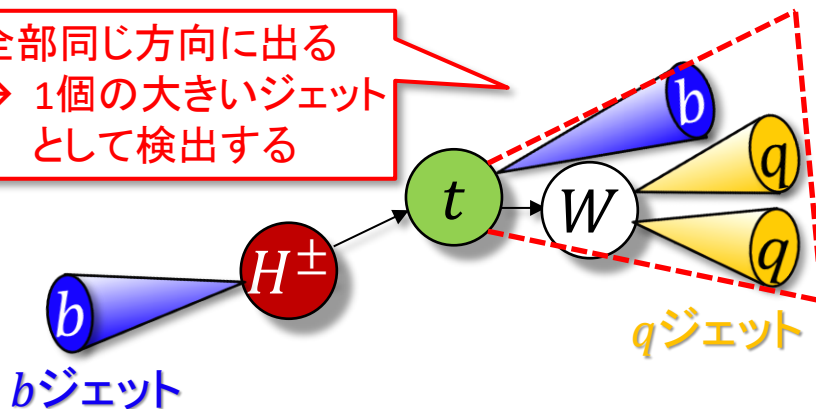 全部同じ方向に出る
→ 1個の大きいジェット
として検出する
b
t
W
q
q
H±
b
qジェット
bジェット